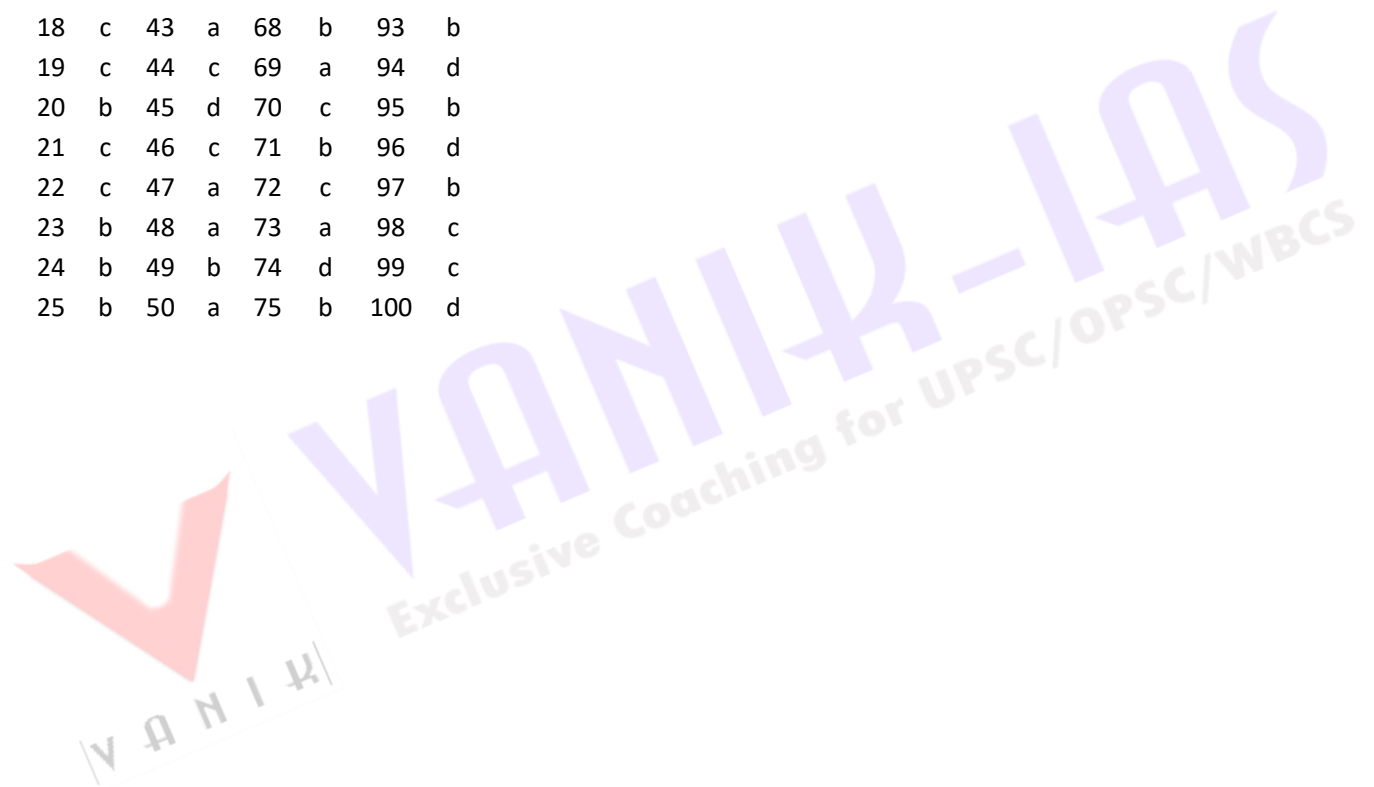 18 c 43 a 68 b 93 b
19 c 44 c 69 a 94 d
20 b 45 d 70 c 95 b
21 c 46 c 71 b 96 d
22 c 47 a 72 c 97 b
23 b 48 a 73 a 98 c
24 b 49 b 74 d 99 c
25 b 50 a 75 b 100 d
VANIK-IAS
Exclusive Coaching for UPSC/OPSC/WBCS
VANIK